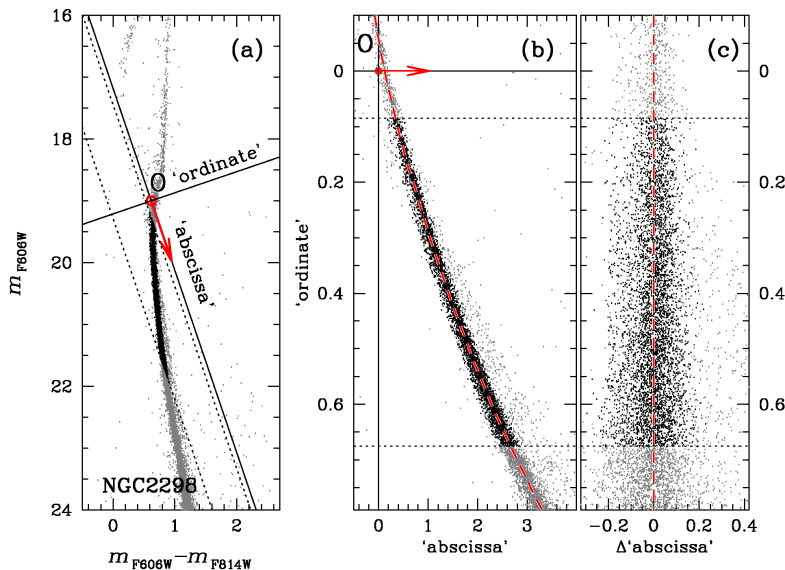 (a)
(b)
(c)
16
18
20
22
24
m_F606W
O 'ordinate'
'abscissa'
NGC2298
0 1 2
m_F606W−m_F814W
O
0
0.2
0.4
0.6
'ordinate'
0 1 2 3
'abscissa'
0
0.2
0.4
0.6
−0.2 0 0.2 0.4
Δ'abscissa'